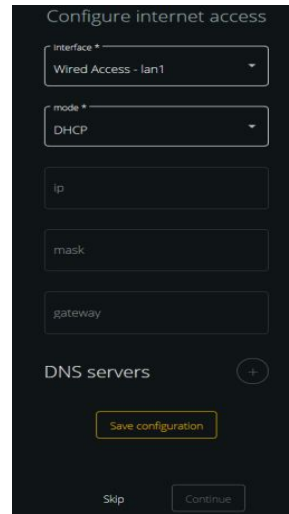 Configure internet access
Interface *
Wired Access - lan1
mode *
DHCP
ip
mask
gateway
DNS servers
+
Save configuration
Skip
Continue